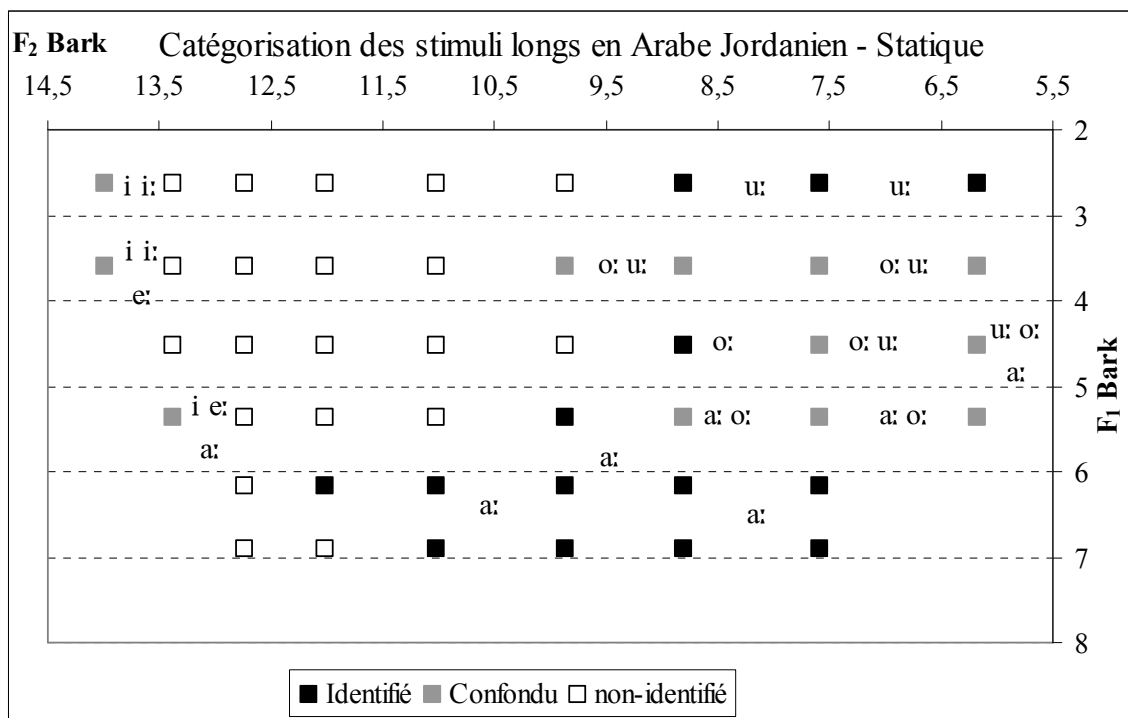 F₂ Bark Catégorisation des stimuli longs en Arabe Jordanien - Statique
14,5 13,5 12,5 11,5 10,5 9,5 8,5 7,5 6,5 5,5
2
i iː uː uː
3
i iː oː uː oː uː
eː
4
oː oː uː uː oː
aː
5
F₁ Bark
i eː aː oː aː oː
aː aː
6
aː aː
7
8
Identifié Confondu non-identifié